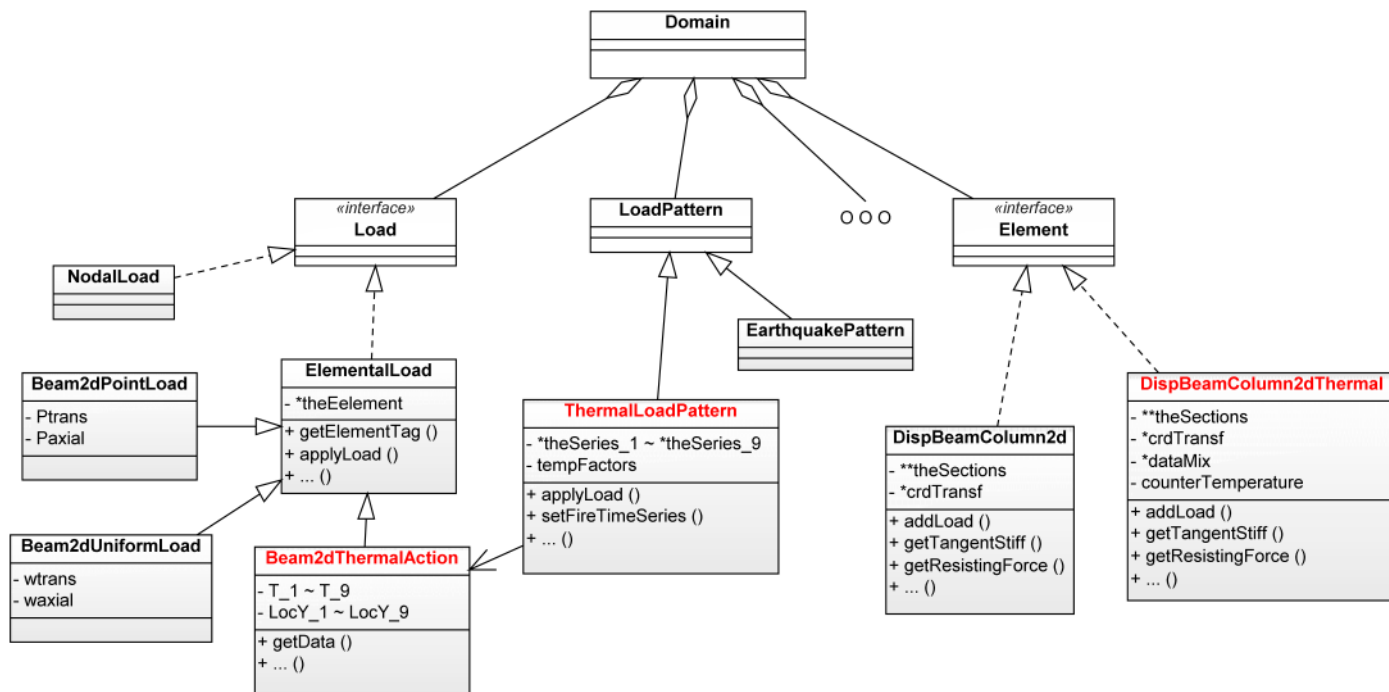 Domain
«interface»
Load
LoadPattern
O O O
«interface»
Element
NodalLoad
EarthquakePattern
Beam2dPointLoad
- Ptrans
- Paxial
ElementalLoad
- *theEelement
+ getElementTag ()
+ applyLoad ()
+ ... ()
ThermalLoadPattern
- *theSeries_1 ~ *theSeries_9
- tempFactors
+ applyLoad ()
+ setFireTimeSeries ()
+ ... ()
DispBeamColumn2d
- **theSections
- *crdTransf
+ addLoad ()
+ getTangentStiff ()
+ getResistingForce ()
+ ... ()
DispBeamColumn2dThermal
- **theSections
- *crdTransf
- *dataMix
- counterTemperature
+ addLoad ()
+ getTangentStiff ()
+ getResistingForce ()
+ ... ()
Beam2dUniformLoad
- wtrans
- waxial
Beam2dThermalAction
- T_1 ~ T_9
- LocY_1 ~ LocY_9
+ getData ()
+ ... ()